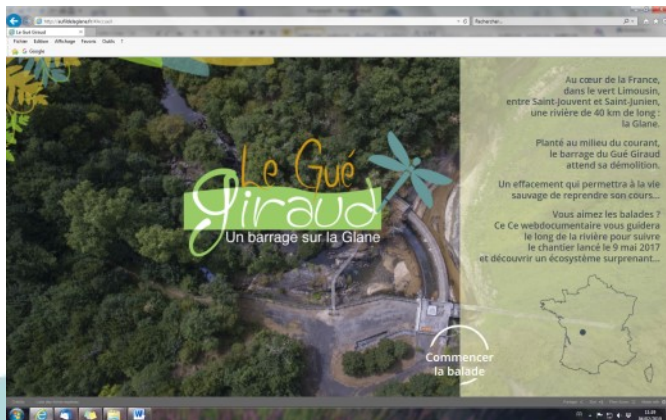 Le Gué Giraud
Fichier Edition Affichage Favoris Outils ?
G Google
Rechercher...
Le Gué
giraud
Un barrage sur la Glane
Au cœur de la France,
dans le vert Limousin,
entre Saint-Jouvent et Saint-Junien,
une rivière de 40 km de long :
la Glane.
Planté au milieu du courant,
le barrage du Gué Giraud
attend sa démolition.
Un effacement qui permettra à la vie
sauvage de reprendre son cours...
Vous aimez les balades ?
Ce Ce webdocumentaire vous guidera
le long de la rivière pour suivre
le chantier lancé le 9 mai 2017
et découvrir un écosystème surprenant...
Commencer
la balade